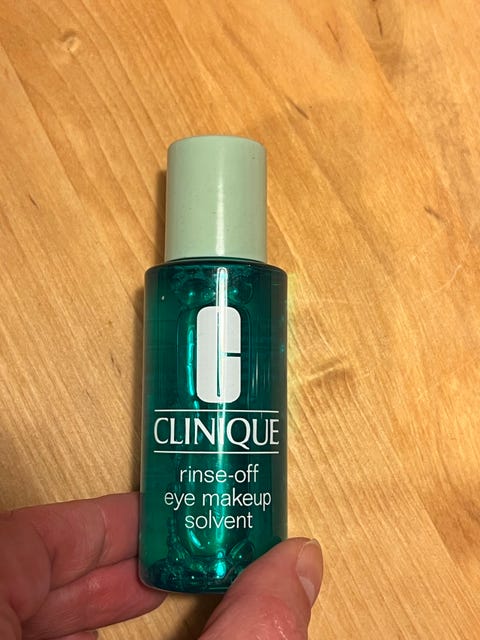 C
CLINIQUE
rinse-off
eye makeup
solvent